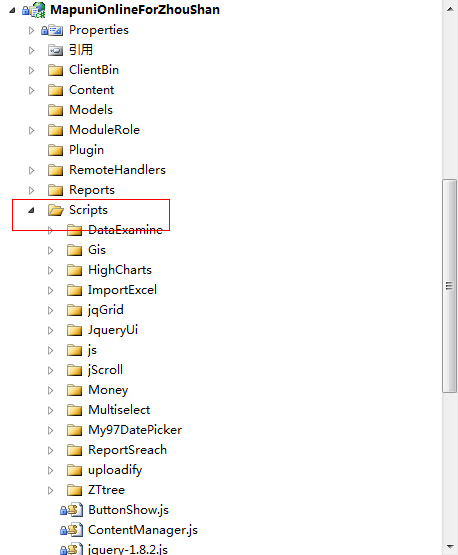 MapuniOnlineForZhouShan
Properties
引用
ClientBin
Content
Models
ModuleRole
Plugin
RemoteHandlers
Reports
Scripts
DataExamine
Gis
HighCharts
ImportExcel
jqGrid
JqueryUi
js
jScroll
Money
Multiselect
My97DatePicker
ReportSreach
uploadify
ZTtree
ButtonShow.js
ContentManager.js
jquery-1.8.2.js